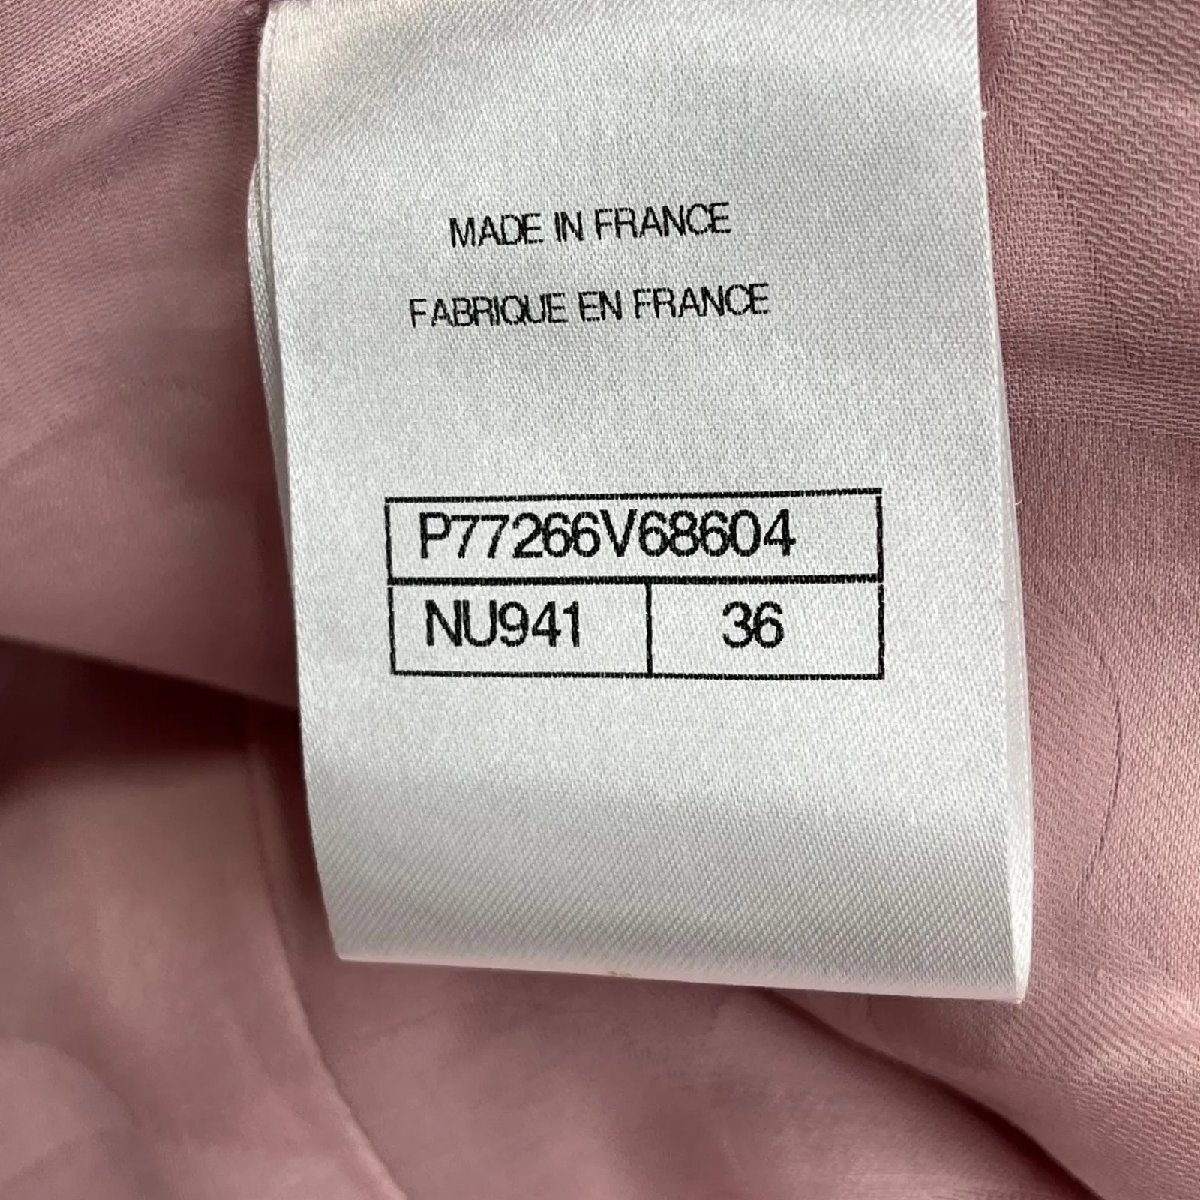 MADE IN FRANCE
FABRIQUE EN FRANCE
P77266V68604
NU941 36